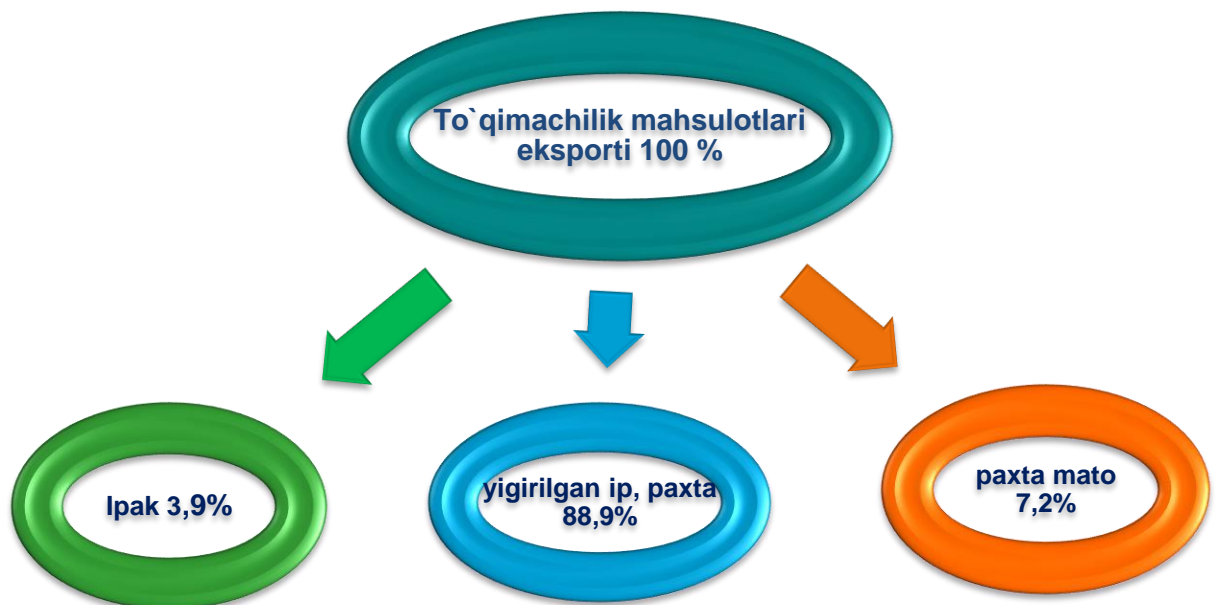 To`qimachilik mahsulotlari
eksporti 100 %
Ipak 3,9%
yigirilgan ip, paxta
88,9%
paxta mato
7,2%